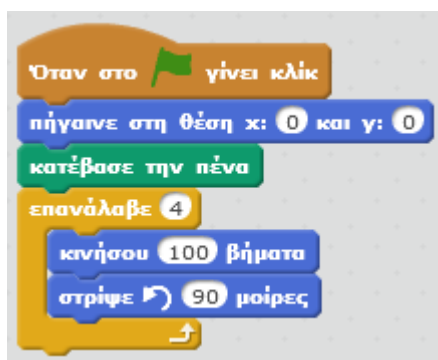 Όταν στο γίνει κλίκ
πήγαινε στη θέση x: 0 και y: 0
κατέβασε την πένα
επανάλαβε 4
κινήσου 100 βήματα
στρίψε 90 μοίρες